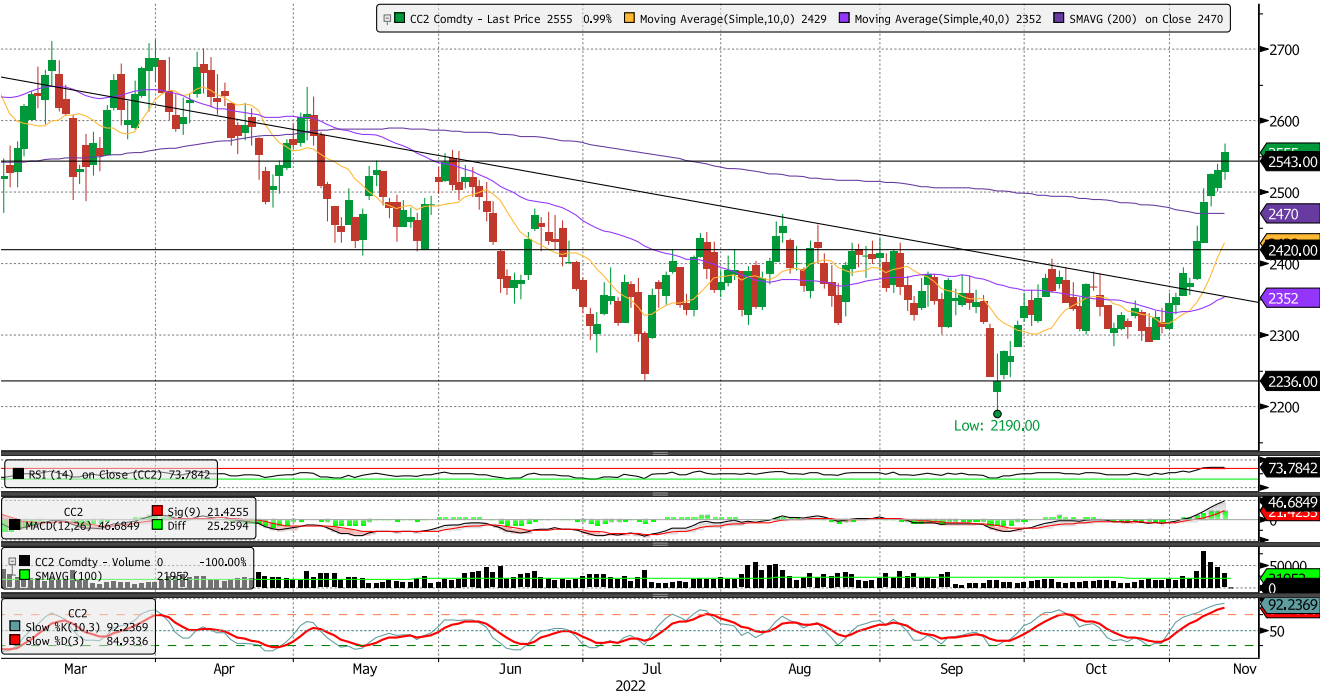 CC2 Comdty - Last Price 2555 0.99% Moving Average(Simple,10,0) 2429 Moving Average(Simple,40,0) 2352 SMAVG (200) on Close 2470
2700
2600
2555
2543.00
2500
2470
2420.00
2400
2352
2300
2236.00
2200
Low: 2190.00
RSI (14) on Close (CC2) 73.7842
73.7842
CC2 Sig(9) 21.4255
MACD(12,26) 46.6849 Diff 25.2594
46.6849
21.4255
0
CC2 Comdty - Volume 0 -100.00%
SMAVG(100) 21952
50000
21952
0
CC2
Slow %K(10,3) 92.2369
Slow %D(3) 84.9336
92.2369
50
Mar Apr May Jun Jul Aug Sep Oct Nov
2022